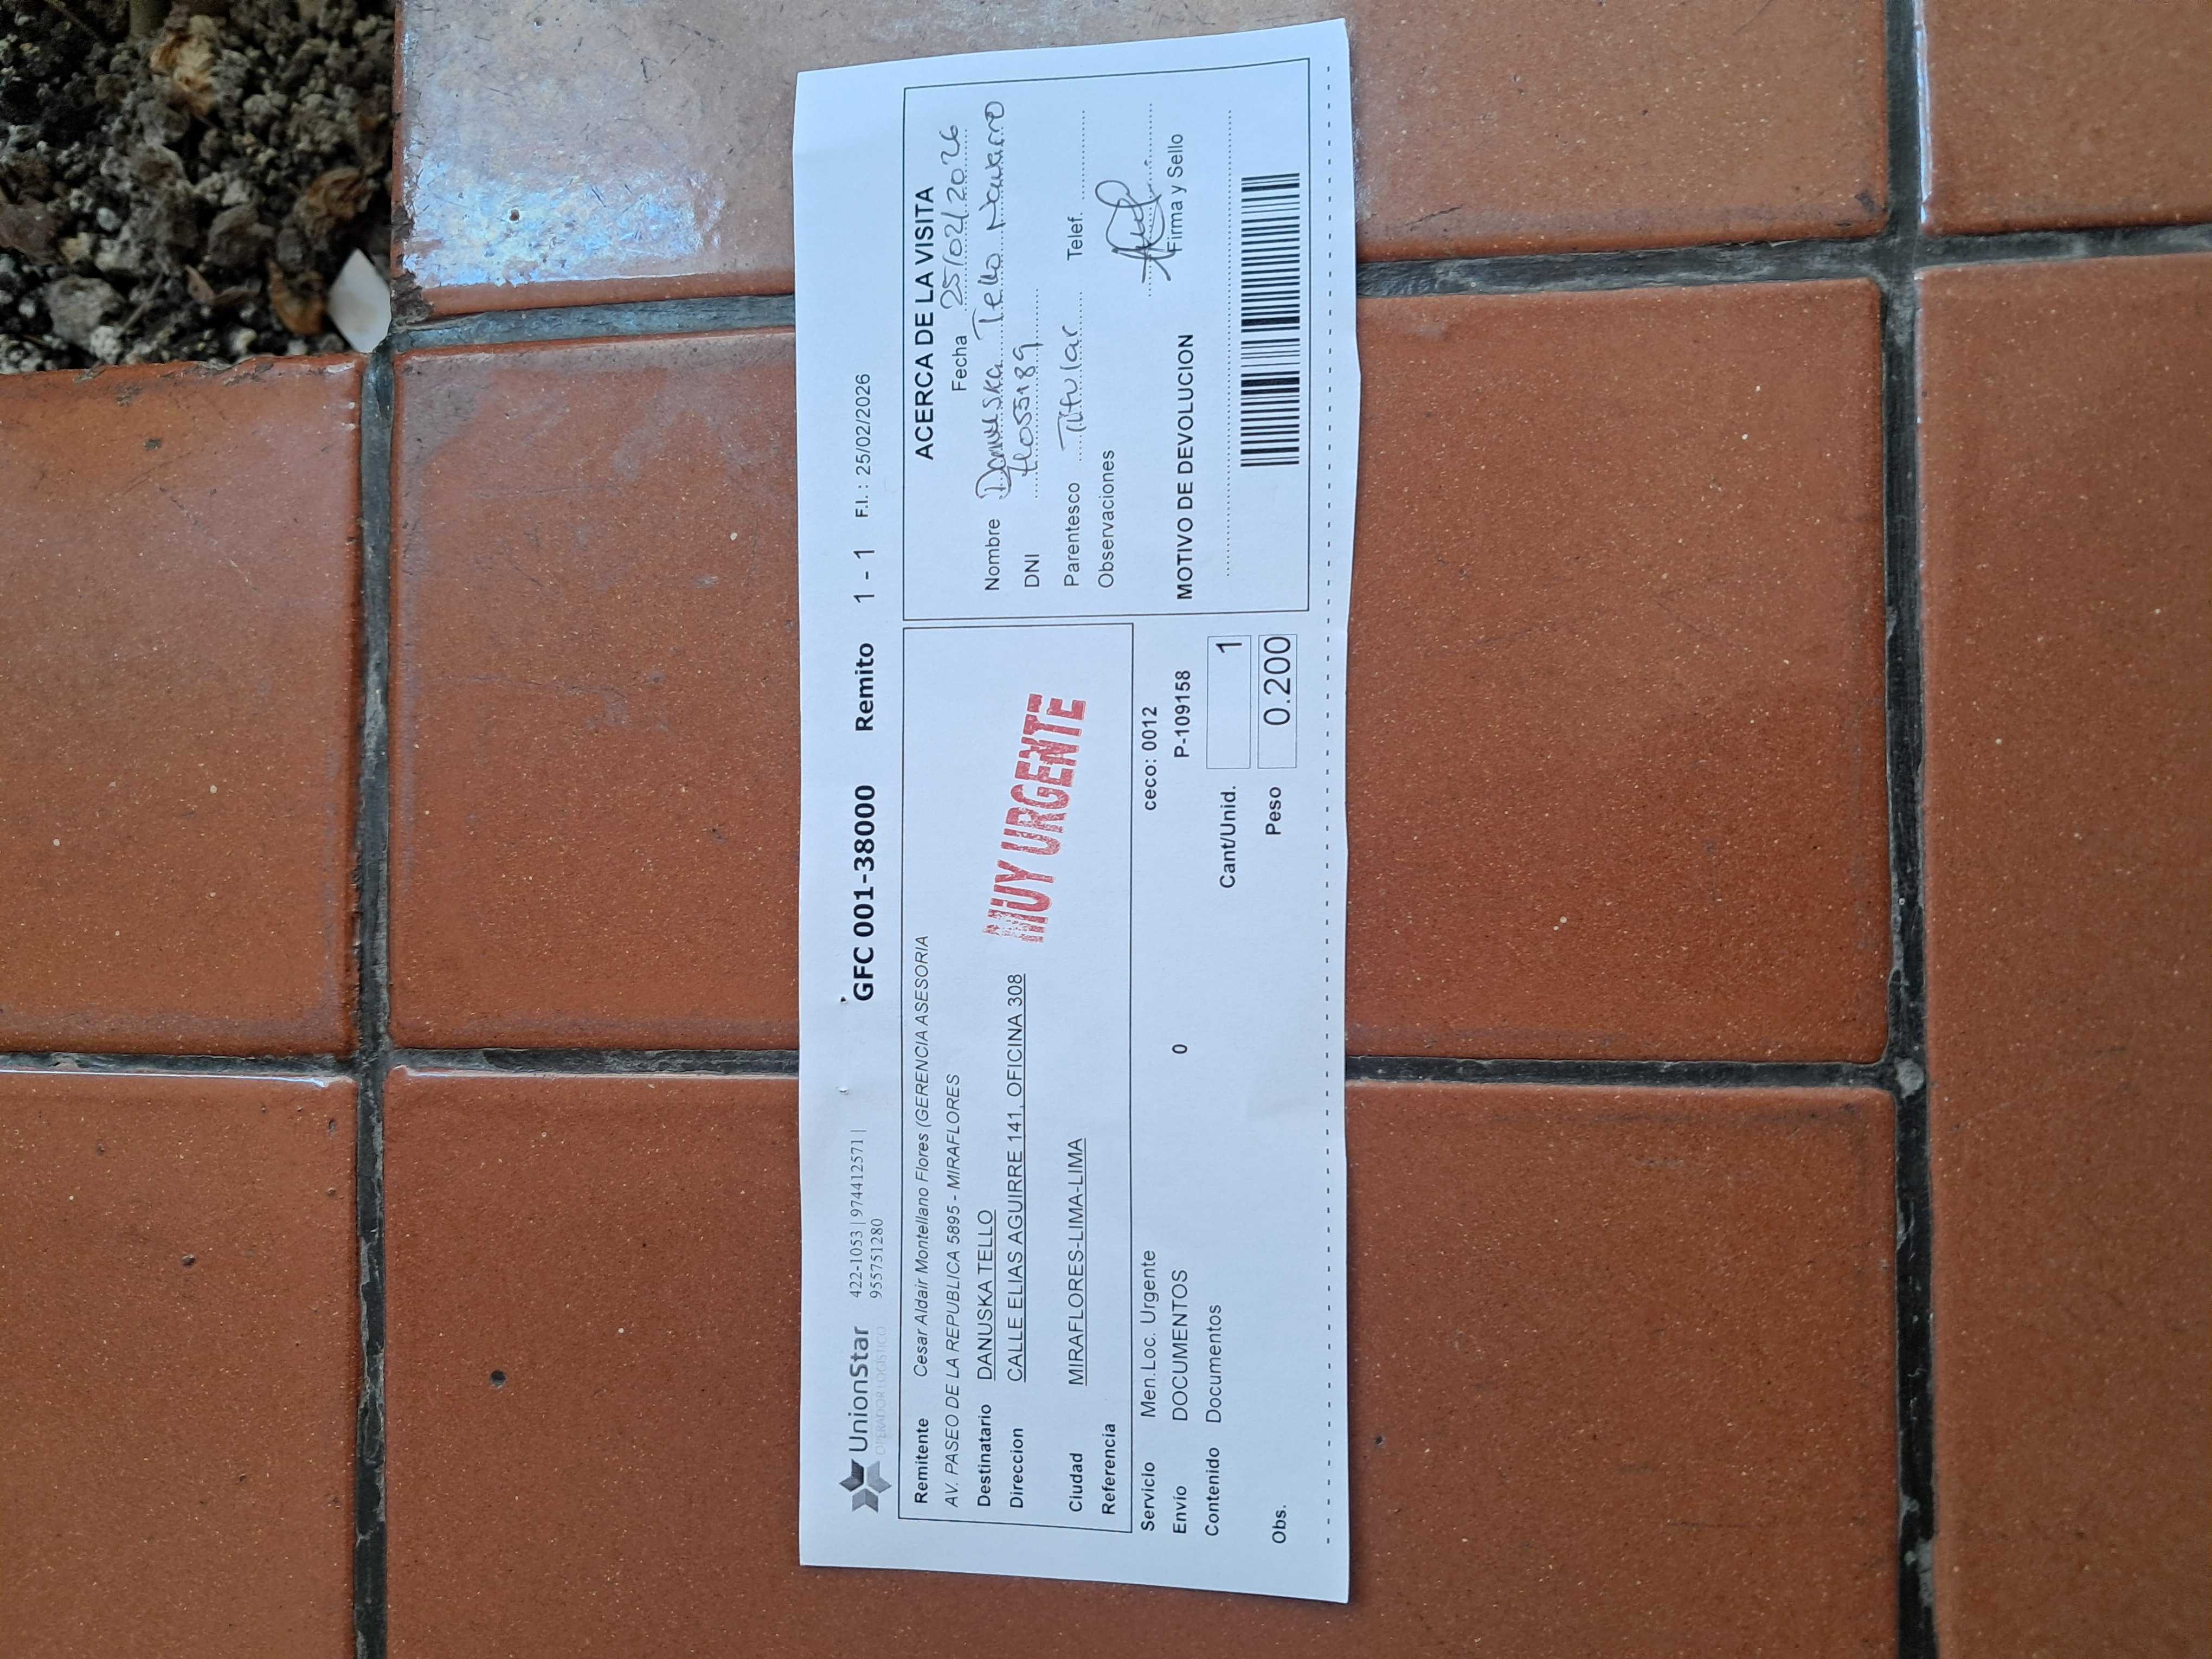 UnionStar
OPERADOR LOGISTICO
422-1053 | 974412571 |
955751280
GFC 001-38000 Remito 1 - 1 F.I. : 25/02/2026
Remitente Cesar Aldair Montellano Flores (GERENCIA ASESORIA
AV. PASEO DE LA REPUBLICA 5895 - MIRAFLORES
Destinatario DANUSKA TELLO
Direccion CALLE ELIAS AGUIRRE 141, OFICINA 308
MUY URGENTE
Ciudad MIRAFLORES-LIMA-LIMA
Referencia
Servicio Men.Loc. Urgente ceco: 0012
Envío DOCUMENTOS 0 P-109158
Contenido Documentos
Cant/Unid. 1
Peso 0.200
Obs.
ACERCA DE LA VISITA
Fecha 25/02/2026
Nombre Danuska Tello Navarro
DNI
Parentesco Titular Telef.
Observaciones
Firma y Sello
MOTIVO DE DEVOLUCION